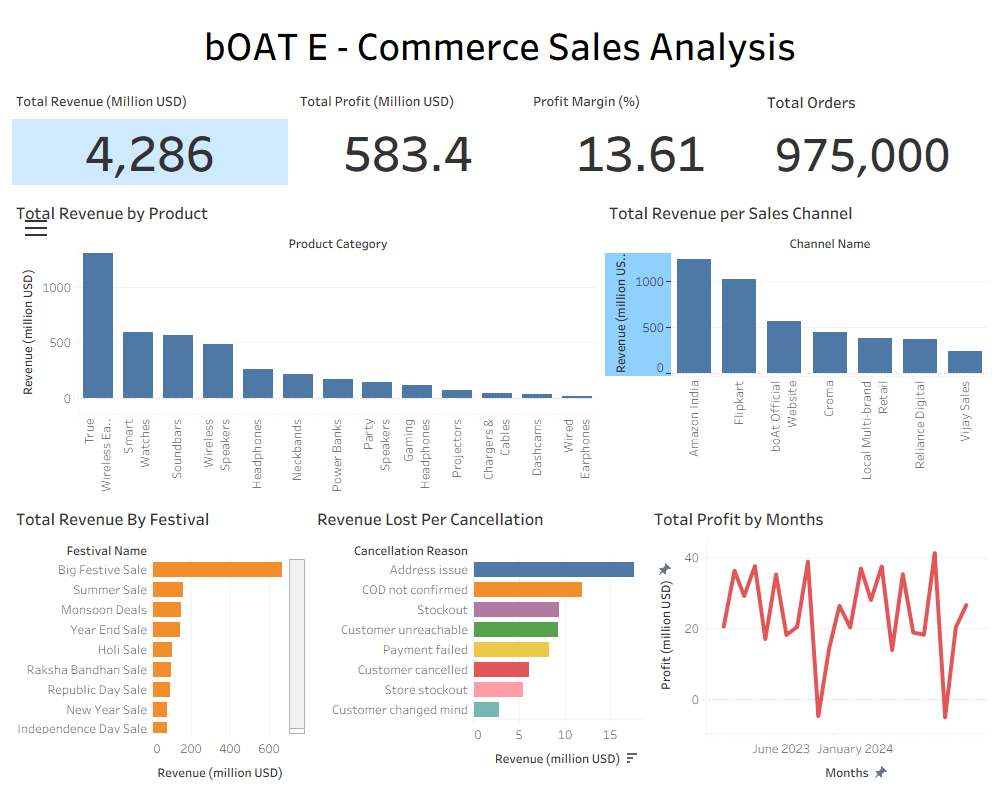 bOAT E - Commerce Sales Analysis
Total Revenue (Million USD)
4,286
Total Profit (Million USD)
583.4
Profit Margin (%)
13.61
Total Orders
975,000
Total Revenue by Product
Product Category
Revenue (million USD)
1000
500
0
True
Wireless Ea..
Smart
Watches
Soundbars
Wireless
Speakers
Headphones
Neckbands
Power Banks
Party
Speakers
Gaming
Headphones
Projectors
Chargers &
Cables
Dashcams
Wired
Earphones
Total Revenue per Sales Channel
Channel Name
Revenue (million US..
1000
500
0
Amazon India
Flipkart
boAt Official
Website
Croma
Local Multi-brand
Retail
Reliance Digital
Vijay Sales
Total Revenue By Festival
Festival Name
Big Festive Sale
Summer Sale
Monsoon Deals
Year End Sale
Holi Sale
Raksha Bandhan Sale
Republic Day Sale
New Year Sale
Independence Day Sale
0 200 400 600
Revenue (million USD)
Revenue Lost Per Cancellation
Cancellation Reason
Address issue
COD not confirmed
Stockout
Customer unreachable
Payment failed
Customer cancelled
Store stockout
Customer changed mind
0 5 10 15
Revenue (million USD)
Total Profit by Months
Profit (million USD)
40
20
0
June 2023 January 2024
Months